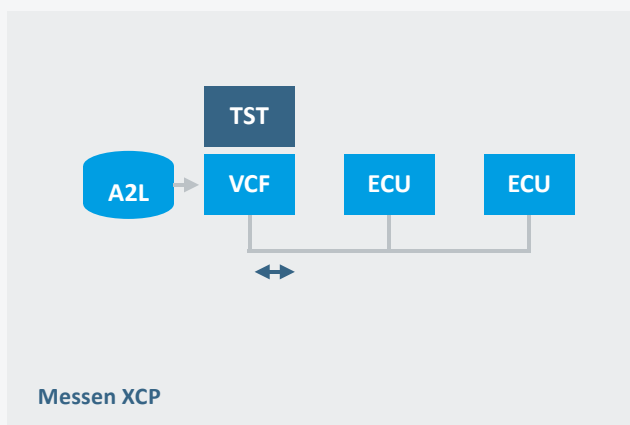 TST
A2L
VCF
ECU
ECU
Messen XCP